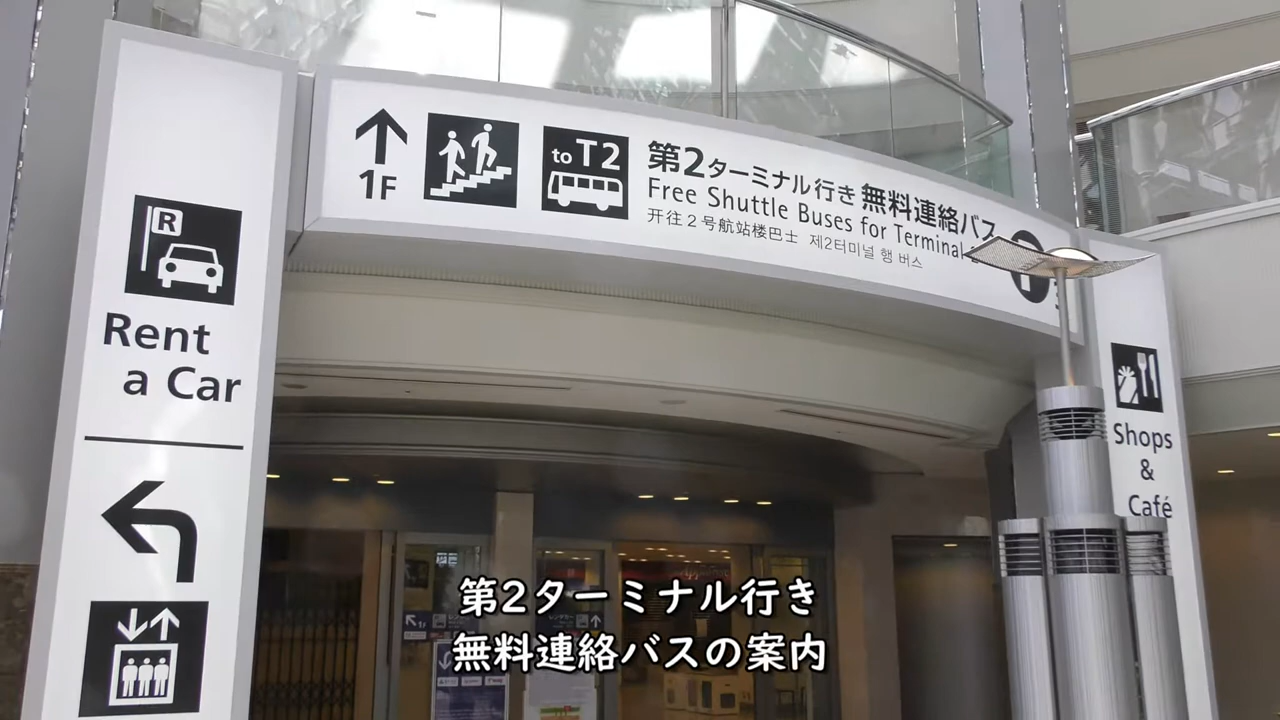 R
Rent
a Car
1F
to T2
第2ターミナル行き 無料連絡バス
Free Shuttle Buses for Terminal
开往2号航站楼巴士 제2터미널 행 버스
Shops
&
Café
第2ターミナル行き
無料連絡バスの案内